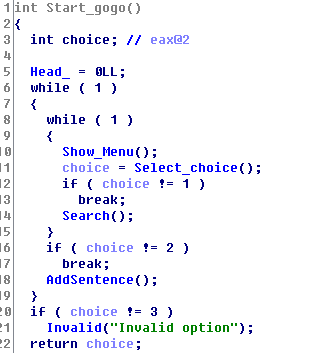 1 int Start_gogo()
2 {
3   int choice; // eax@2
4
5   Head_ = 0LL;
6   while ( 1 )
7   {
8     while ( 1 )
9     {
10       Show_Menu();
11       choice = Select_choice();
12       if ( choice != 1 )
13         break;
14       Search();
15     }
16     if ( choice != 2 )
17       break;
18     AddSentence();
19   }
20   if ( choice != 3 )
21     Invalid("Invalid option");
22   return choice;